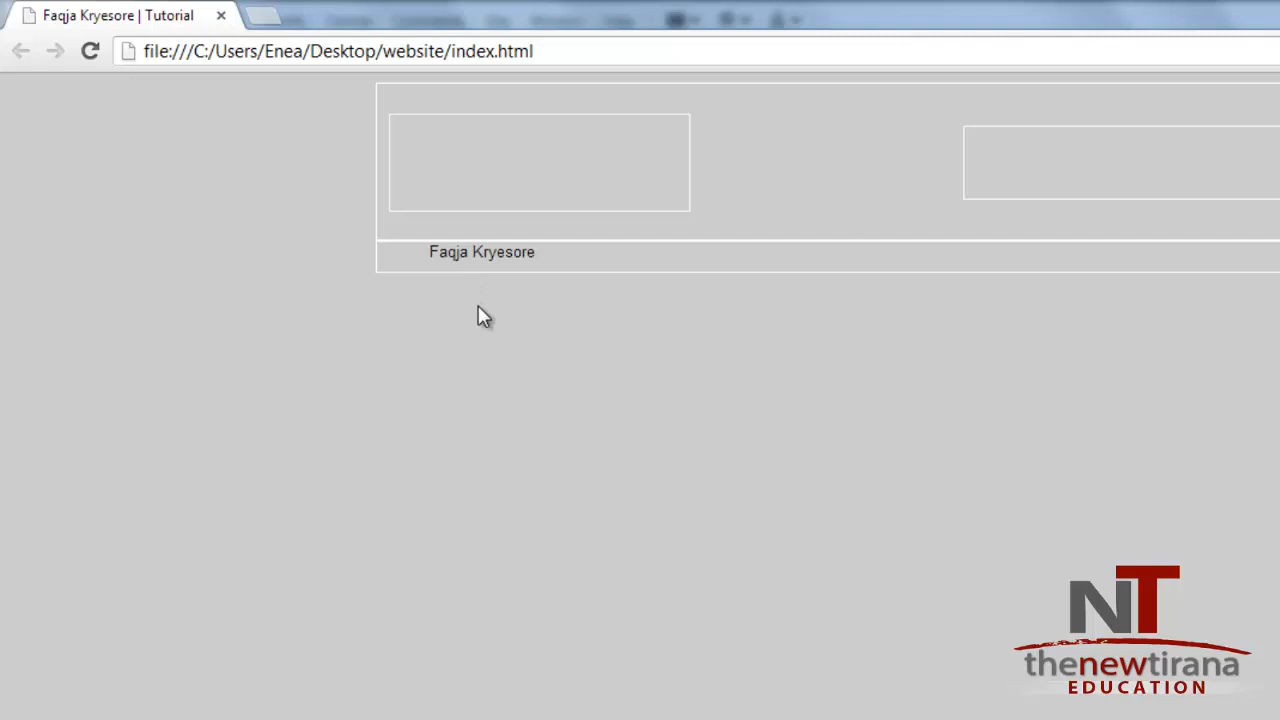 Faqja Kryesore | Tutorial
file:///C:/Users/Enea/Desktop/website/index.html
Faqja Kryesore
NT
thenewtirana
EDUCATION